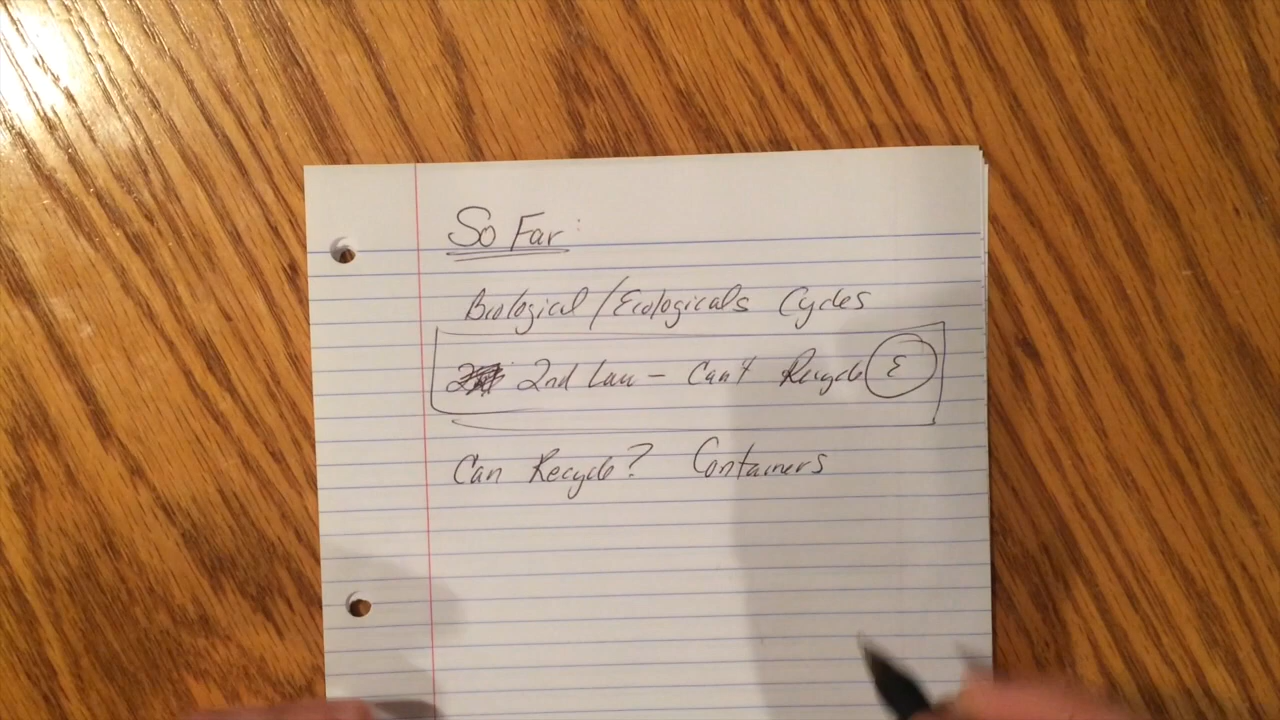 So Far:
Biological/Ecologicals Cycles
2nd Law - Can't Recycle E
Can Recycle? Containers